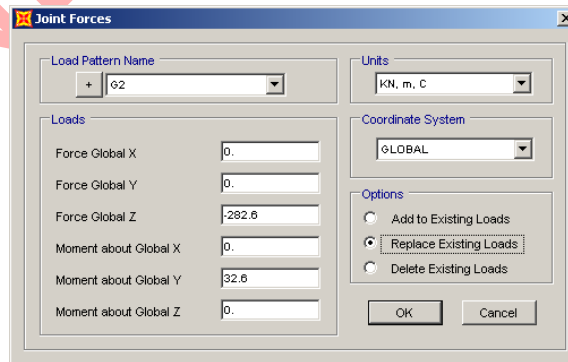 Joint Forces
Load Pattern Name
+ G2
Units
KN, m, C
Loads
Force Global X 0.
Force Global Y 0.
Force Global Z -282.6
Moment about Global X 0.
Moment about Global Y 32.6
Moment about Global Z 0.
Coordinate System
GLOBAL
Options
Add to Existing Loads
Replace Existing Loads
Delete Existing Loads
OK Cancel